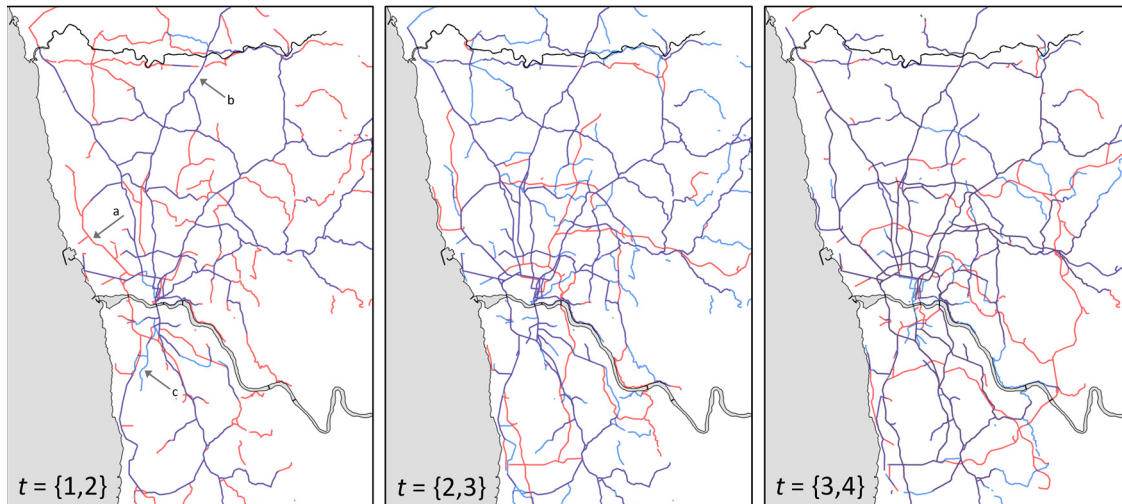 a
b
c
t = {1,2}
t = {2,3}
t = {3,4}